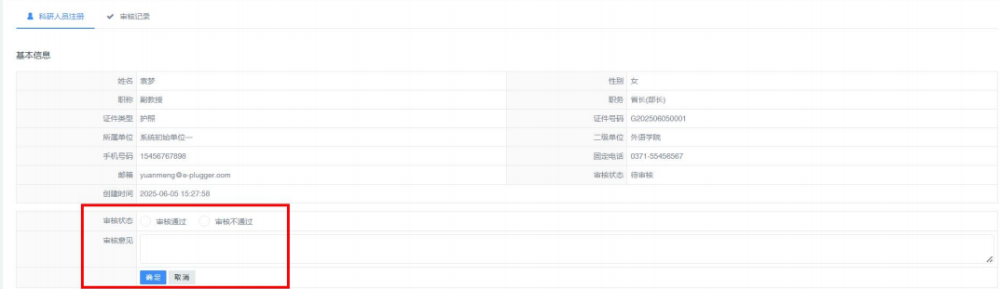 科研人员注册 审核记录
基本信息
姓名 袁梦 性别 女
职称 副教授 职务 省长(部长)
证件类型 护照 证件号码 G202506050001
所属单位 系统初始单位一 二级单位 外语学院
手机号码 15456767898 固定电话 0371-55456567
邮箱 yuanmeng@e-plugger.com 审核状态 待审核
创建时间 2025-06-05 15:27:58
审核状态 审核通过 审核不通过
审核意见
确定 取消